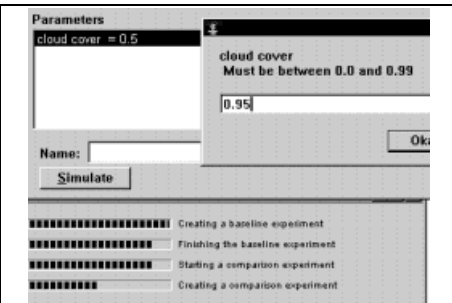 Parameters
cloud cover = 0.5
cloud cover
Must be between 0.0 and 0.99
0.95
Name:
Simulate
Creating a baseline experiment
Finishing the baseline experiment
Starting a comparison experiment
Creating a comparison experiment